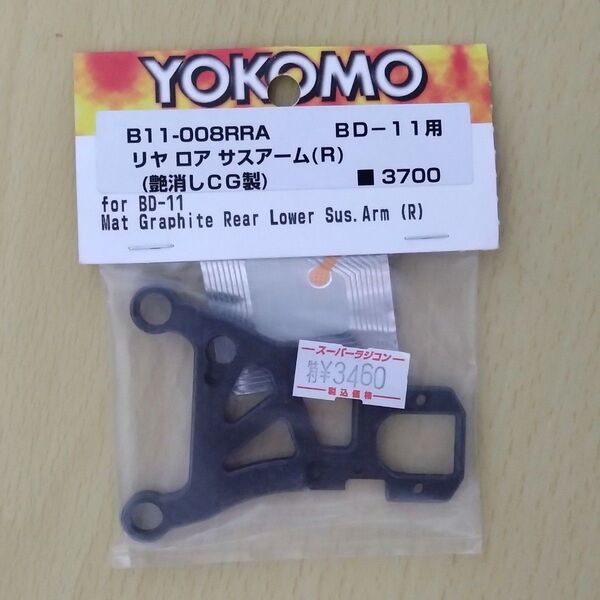 YOKOMO
B11-008RRA BD-11用
リヤ ロア サスアーム(R)
(艶消しCG製) ■3700
for BD-11
Mat Graphite Rear Lower Sus.Arm (R)
スーパーラジコン
特付¥3460
税込価格